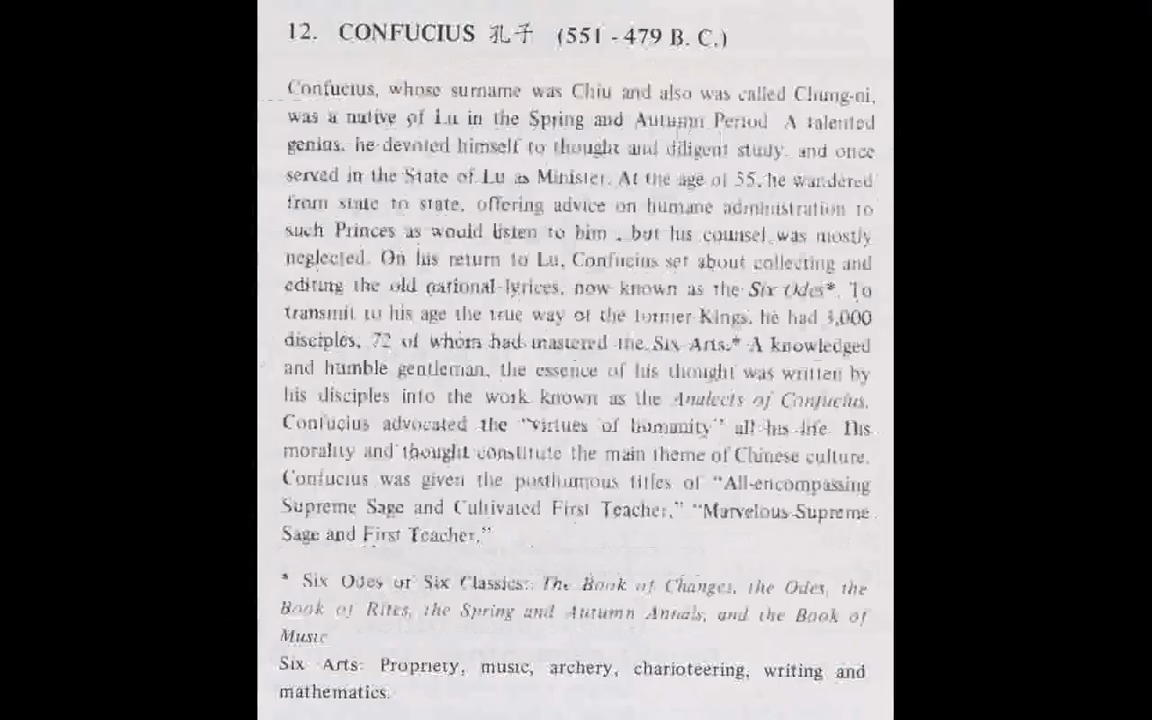 12. CONFUCIUS 孔子 (551 - 479 B. C.)
Confucius, whose surname was Chiu and also was called Chung-ni,
was a native of Lu in the Spring and Autumn Period A talented
genius, he devoted himself to thought and diligent study, and once
served in the State of Lu as Minister. At the age of 55, he wandered
from state to state, offering advice on humane administration to
such Princes as would listen to him , but his counsel was mostly
neglected. On his return to Lu, Confucius set about collecting and
editing the old national lyrices, now known as the Six Odes*. To
transmit to his age the true way of the former Kings, he had 3,000
disciples, 72 of whom had mastered the Six Arts.* A knowledged
and humble gentleman, the essence of his thought was written by
his disciples into the work known as the Analects of Confucius.
Confucius advocated the "virtues of homanity" all his life His
morality and thought constitute the main theme of Chinese culture.
Confucius was given the posthumous titles of "All-encompassing
Supreme Sage and Cultivated First Teacher," "Marvelous Supreme
Sage and First Teacher,"
* Six Odes or Six Classics: The Book of Changes, the Odes, the
Book of Rites, the Spring and Autumn Annals, and the Book of
Music
Six Arts: Propriety, music, archery, charioteering, writing and
mathematics.